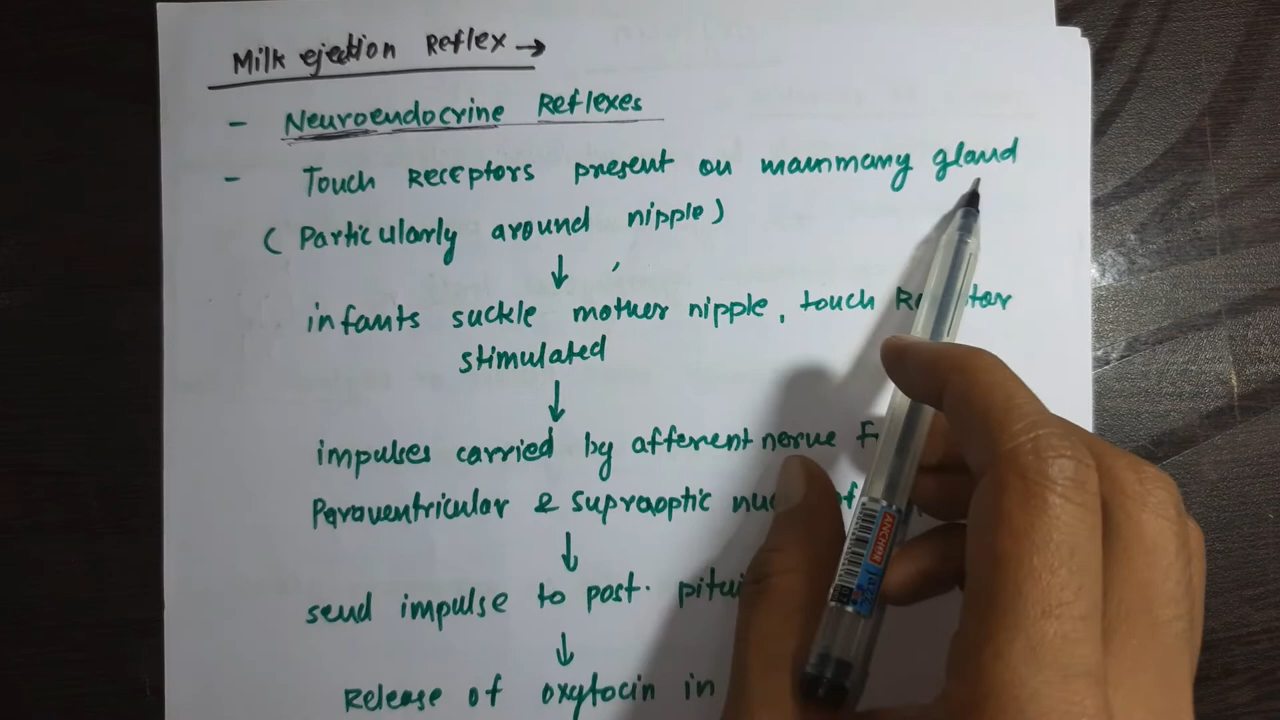 Milk ejection Reflex →
- Neuroendocrine Reflexes
- Touch Receptors present on mammary gland
( Particularly around nipple )
↓
infants suckle mother nipple, touch
stimulated
↓
impulses carried by afferent nerve
Paraventricular & supraoptic
↓
send impulse to post.
↓
Release of oxytocin in
ANCHOR